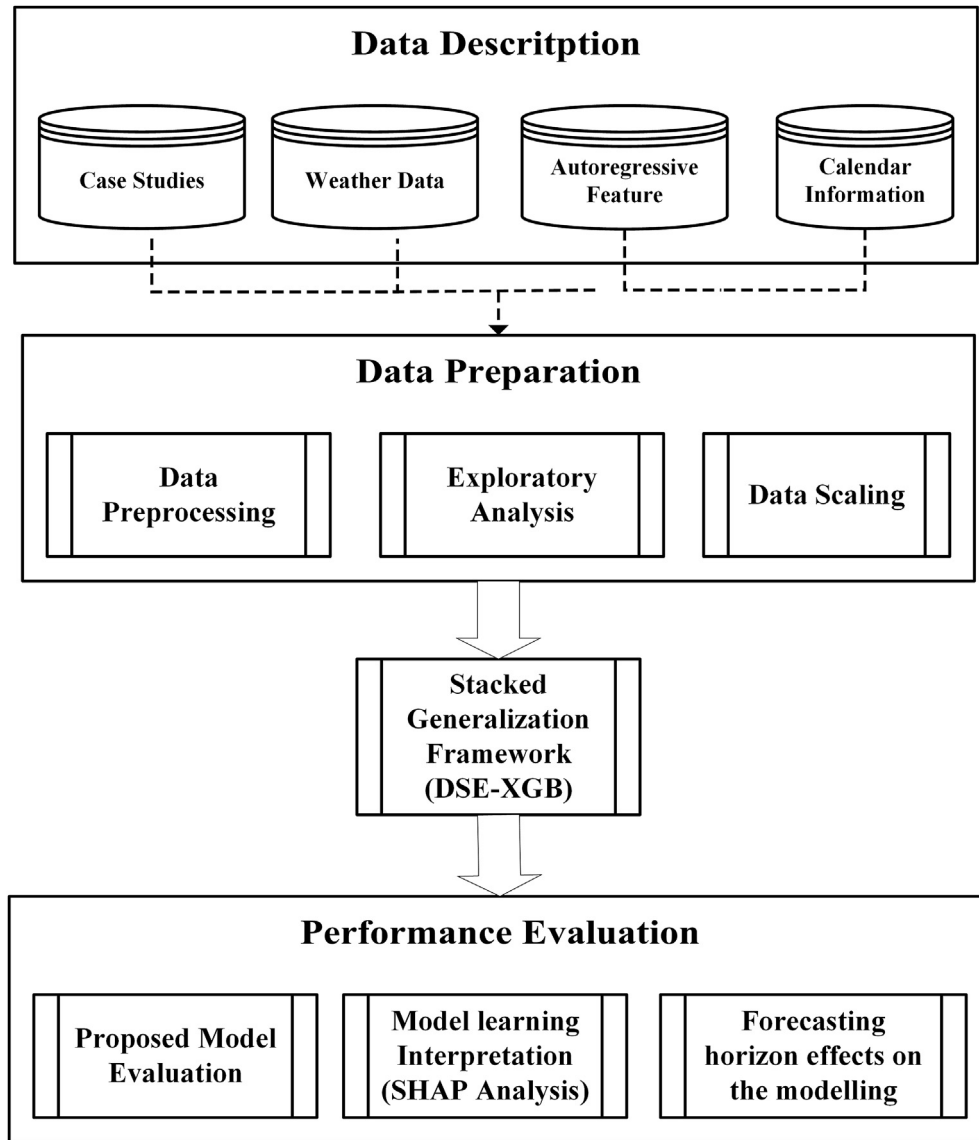 Data Descritption
Case Studies
Weather Data
Autoregressive
Feature
Calendar
Information
Data Preparation
Data
Preprocessing
Exploratory
Analysis
Data Scaling
Stacked
Generalization
Framework
(DSE-XGB)
Performance Evaluation
Proposed Model
Evaluation
Model learning
Interpretation
(SHAP Analysis)
Forecasting
horizon effects on
the modelling